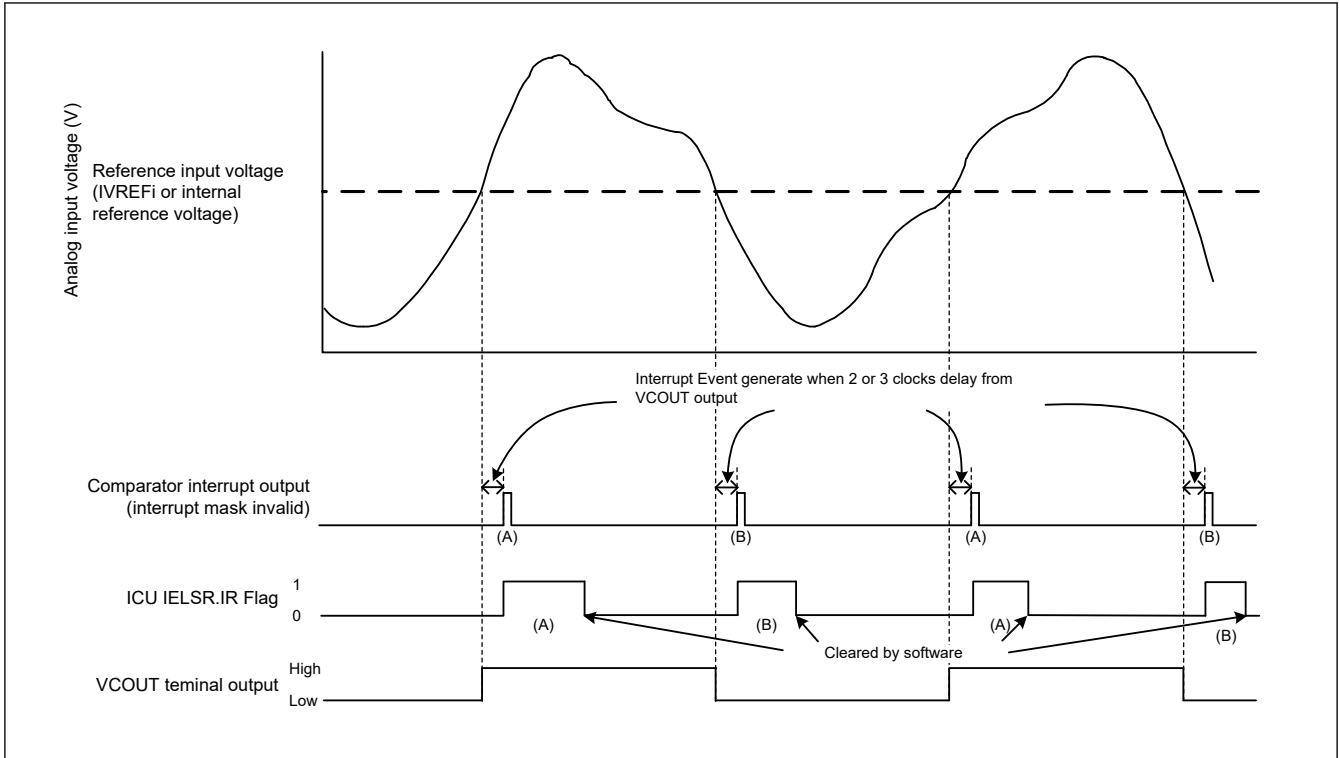 Analog input voltage (V)
Reference input voltage
(IVREFi or internal
reference voltage)
Interrupt Event generate when 2 or 3 clocks delay from
VCOUT output
Comparator interrupt output
(interrupt mask invalid)
(A)
(B)
(A)
(B)
ICU IELSR.IR Flag
1
0
(A)
(B)
(A)
(B)
Cleared by software
VCOUT teminal output
High
Low